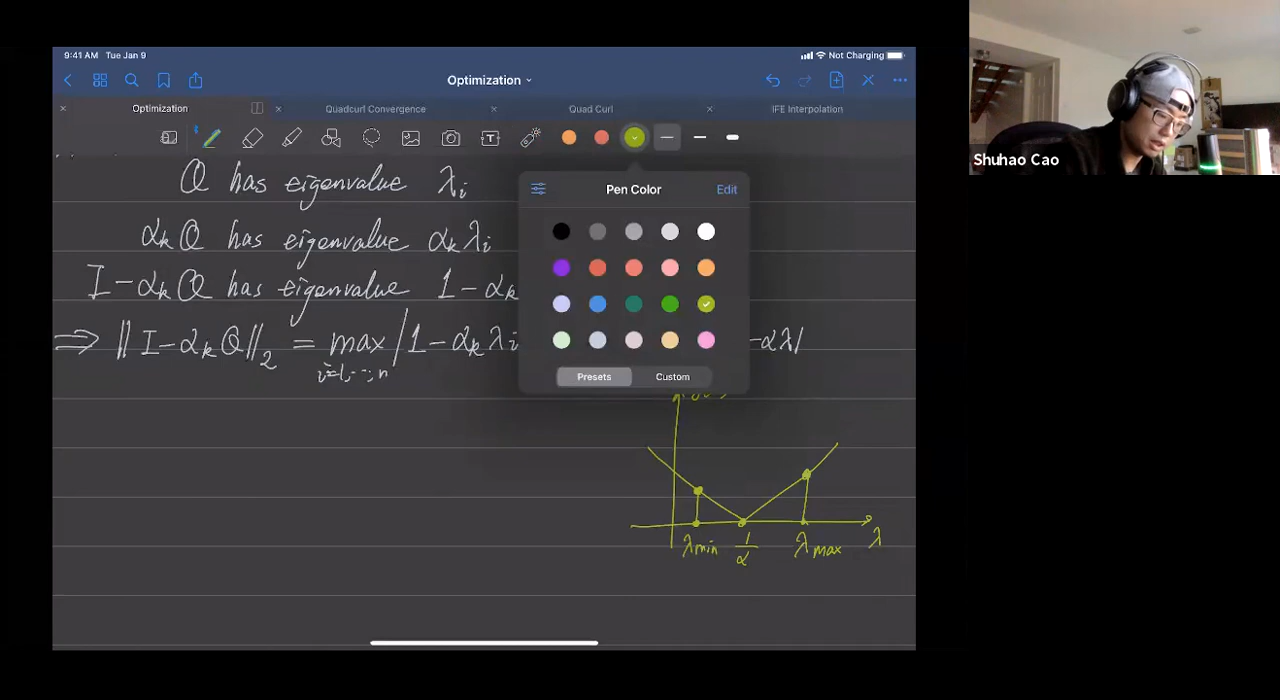 9:41 AM Tue Jan 9
Not Charging
Optimization
Optimization
Quadcurl Convergence
Quad Curl
IFE Interpolation
Shuhao Cao
Q has eigenvalue λi
αk Q has eigenvalue αk λi
I - αk Q has eigenvalue 1 - αk
⇒ || I - αk Q ||2 = max | 1 - αk λi
i=1,...,n
- αλ|
Pen Color
Edit
Presets
Custom
λmin
1/α
λmax
λ